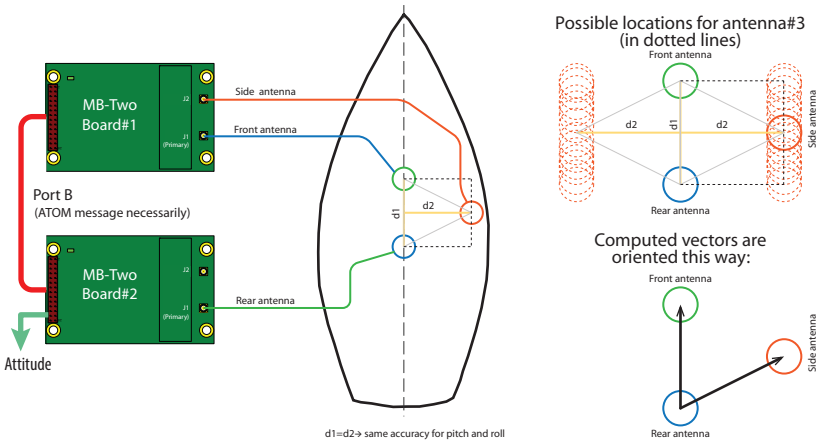 MB-Two
Board#1
J2
J1
(Primary)
Side antenna
Front antenna
Port B
(ATOM message necessarily)
MB-Two
Board#2
J2
J1
(Primary)
Rear antenna
Attitude
d1
d2
d1=d2→ same accuracy for pitch and roll
Possible locations for antenna#3
(in dotted lines)
Front antenna
d2
d1
d2
Side antenna
Rear antenna
Computed vectors are
oriented this way:
Front antenna
Side antenna
Rear antenna